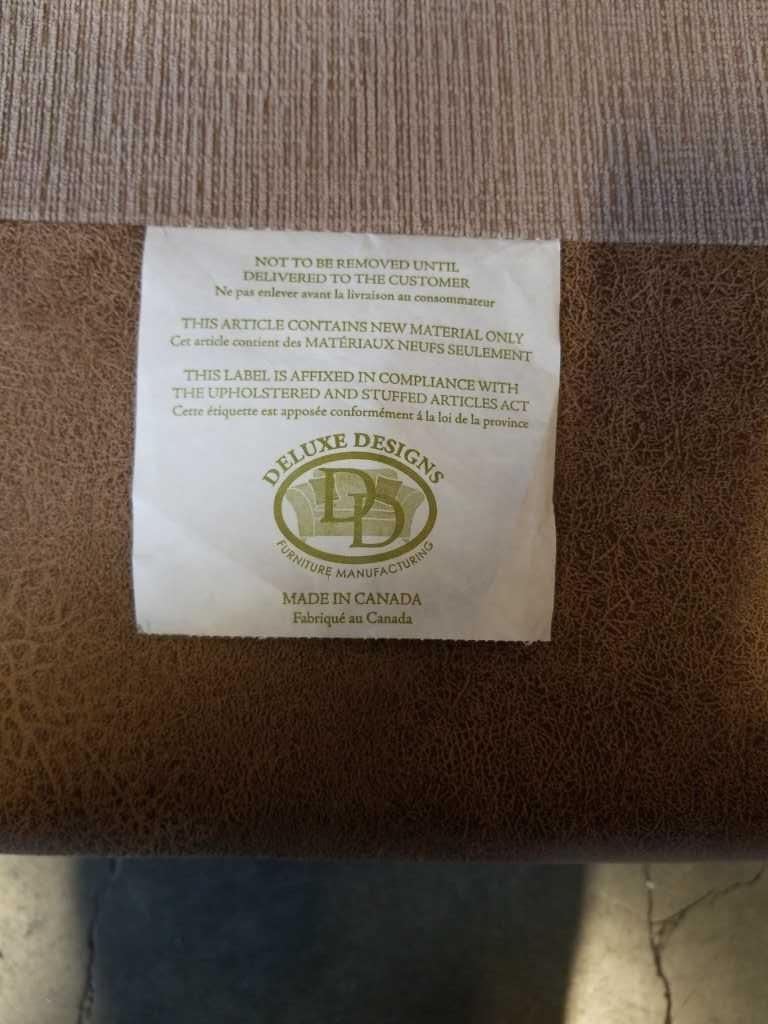 NOT TO BE REMOVED UNTIL
DELIVERED TO THE CUSTOMER
Ne pas enlever avant la livraison au consommateur
THIS ARTICLE CONTAINS NEW MATERIAL ONLY
Cet article contient des MATÉRIAUX NEUFS SEULEMENT
THIS LABEL IS AFFIXED IN COMPLIANCE WITH
THE UPHOLSTERED AND STUFFED ARTICLES ACT
Cette étiquette est apposée conformément á la loi de la province
DELUXE DESIGNS
DD
FURNITURE MANUFACTURING
MADE IN CANADA
Fabriqué au Canada